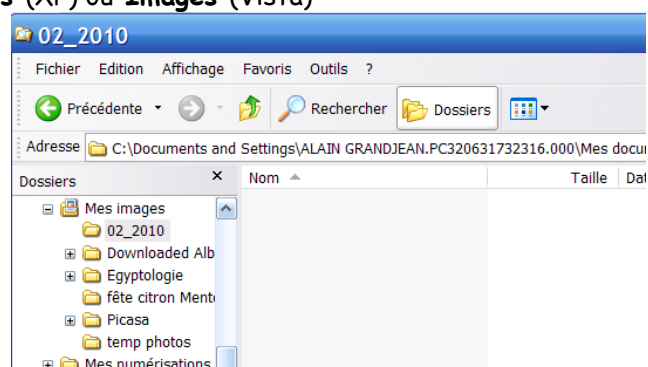 s (XP) ou Images (Vista)
02_2010
Fichier Edition Affichage Favoris Outils ?
Précédente Rechercher Dossiers
Adresse C:\Documents and Settings\ALAIN GRANDJEAN.PC320631732316.000\Mes docu
Dossiers × Nom Taille Dat
Mes images
02_2010
Downloaded Alb
Egyptologie
fête citron Mento
Picasa
temp photos
Mes numérisations